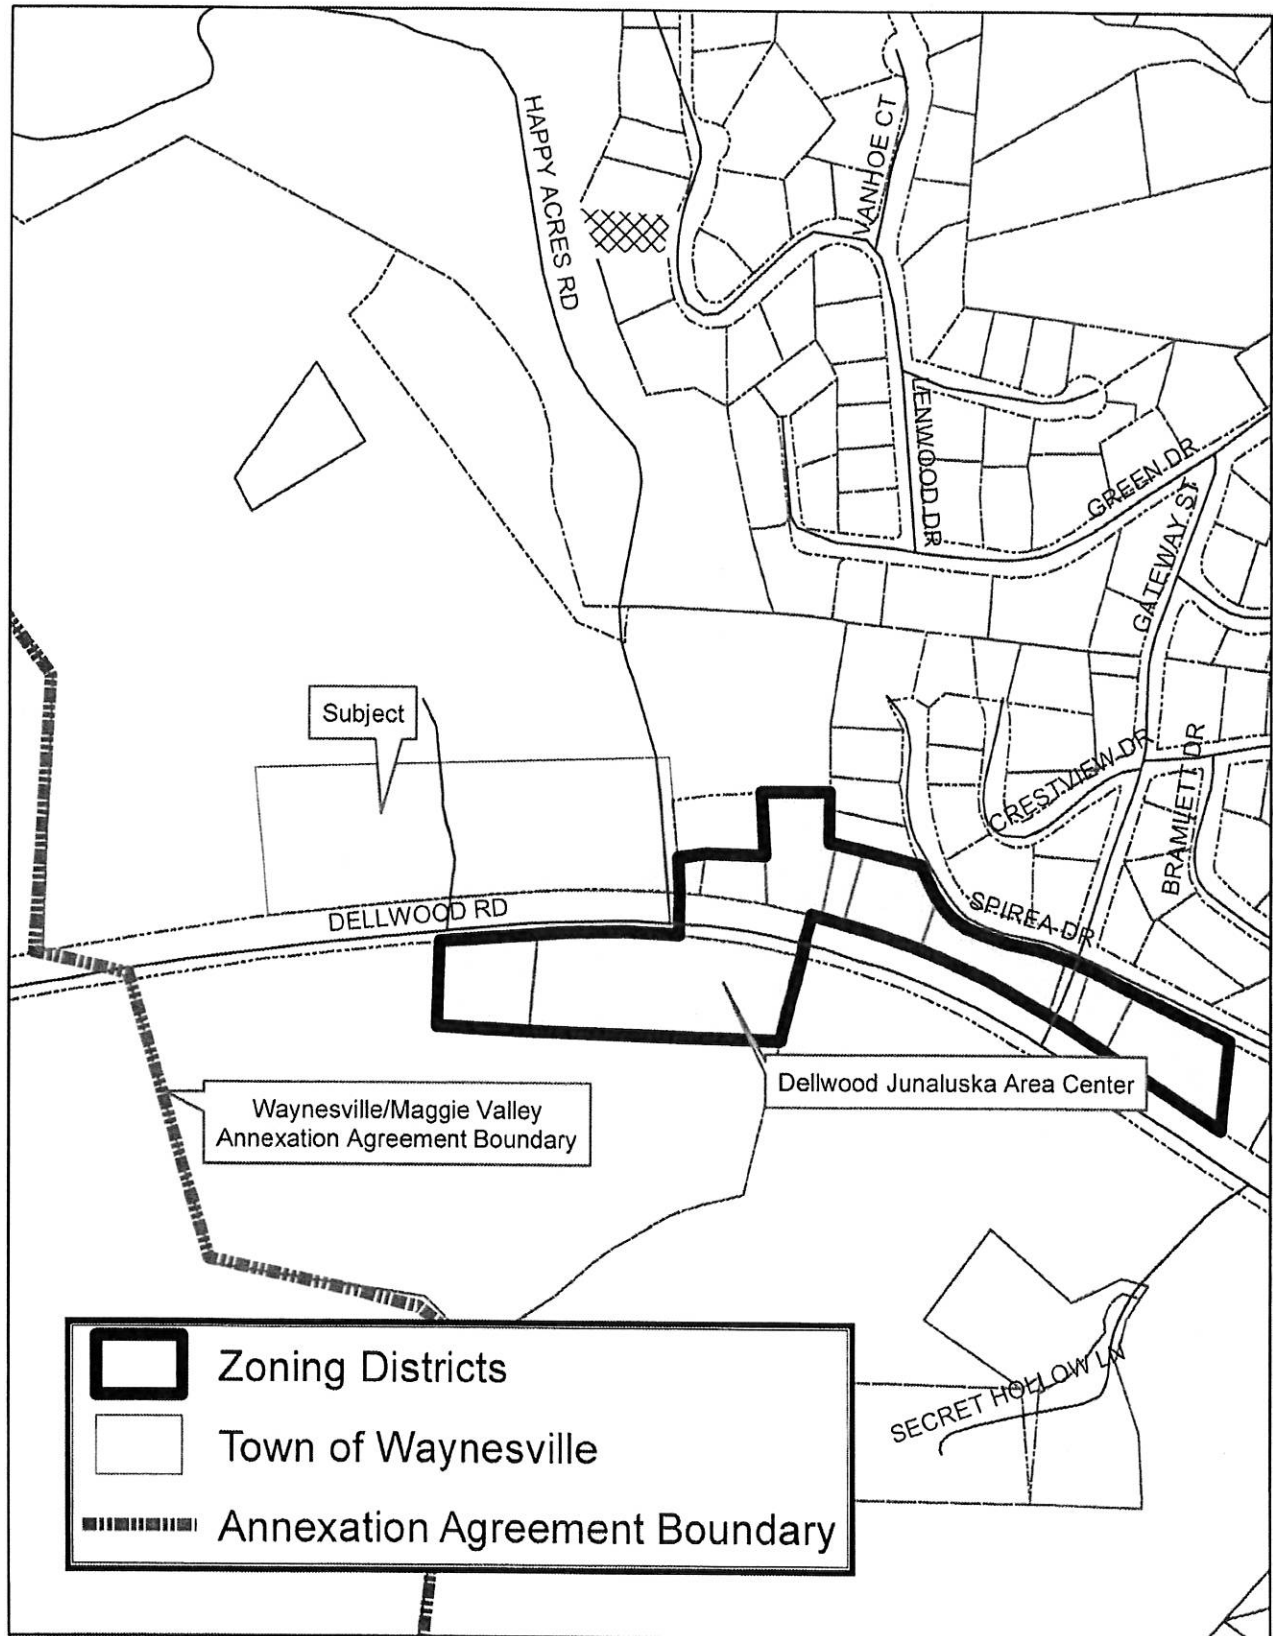 HAPPY ACRES RD
VANHOE CT
LENWOOD DR
GREEN DR
GATEWAY ST
Subject
CRESTVIEW DR
BRAMLETT DR
DELLWOOD RD
SPIREA DR
Dellwood Junaluska Area Center
Waynesville/Maggie Valley
Annexation Agreement Boundary
SECRET HOLLOW LN
Zoning Districts
Town of Waynesville
Annexation Agreement Boundary